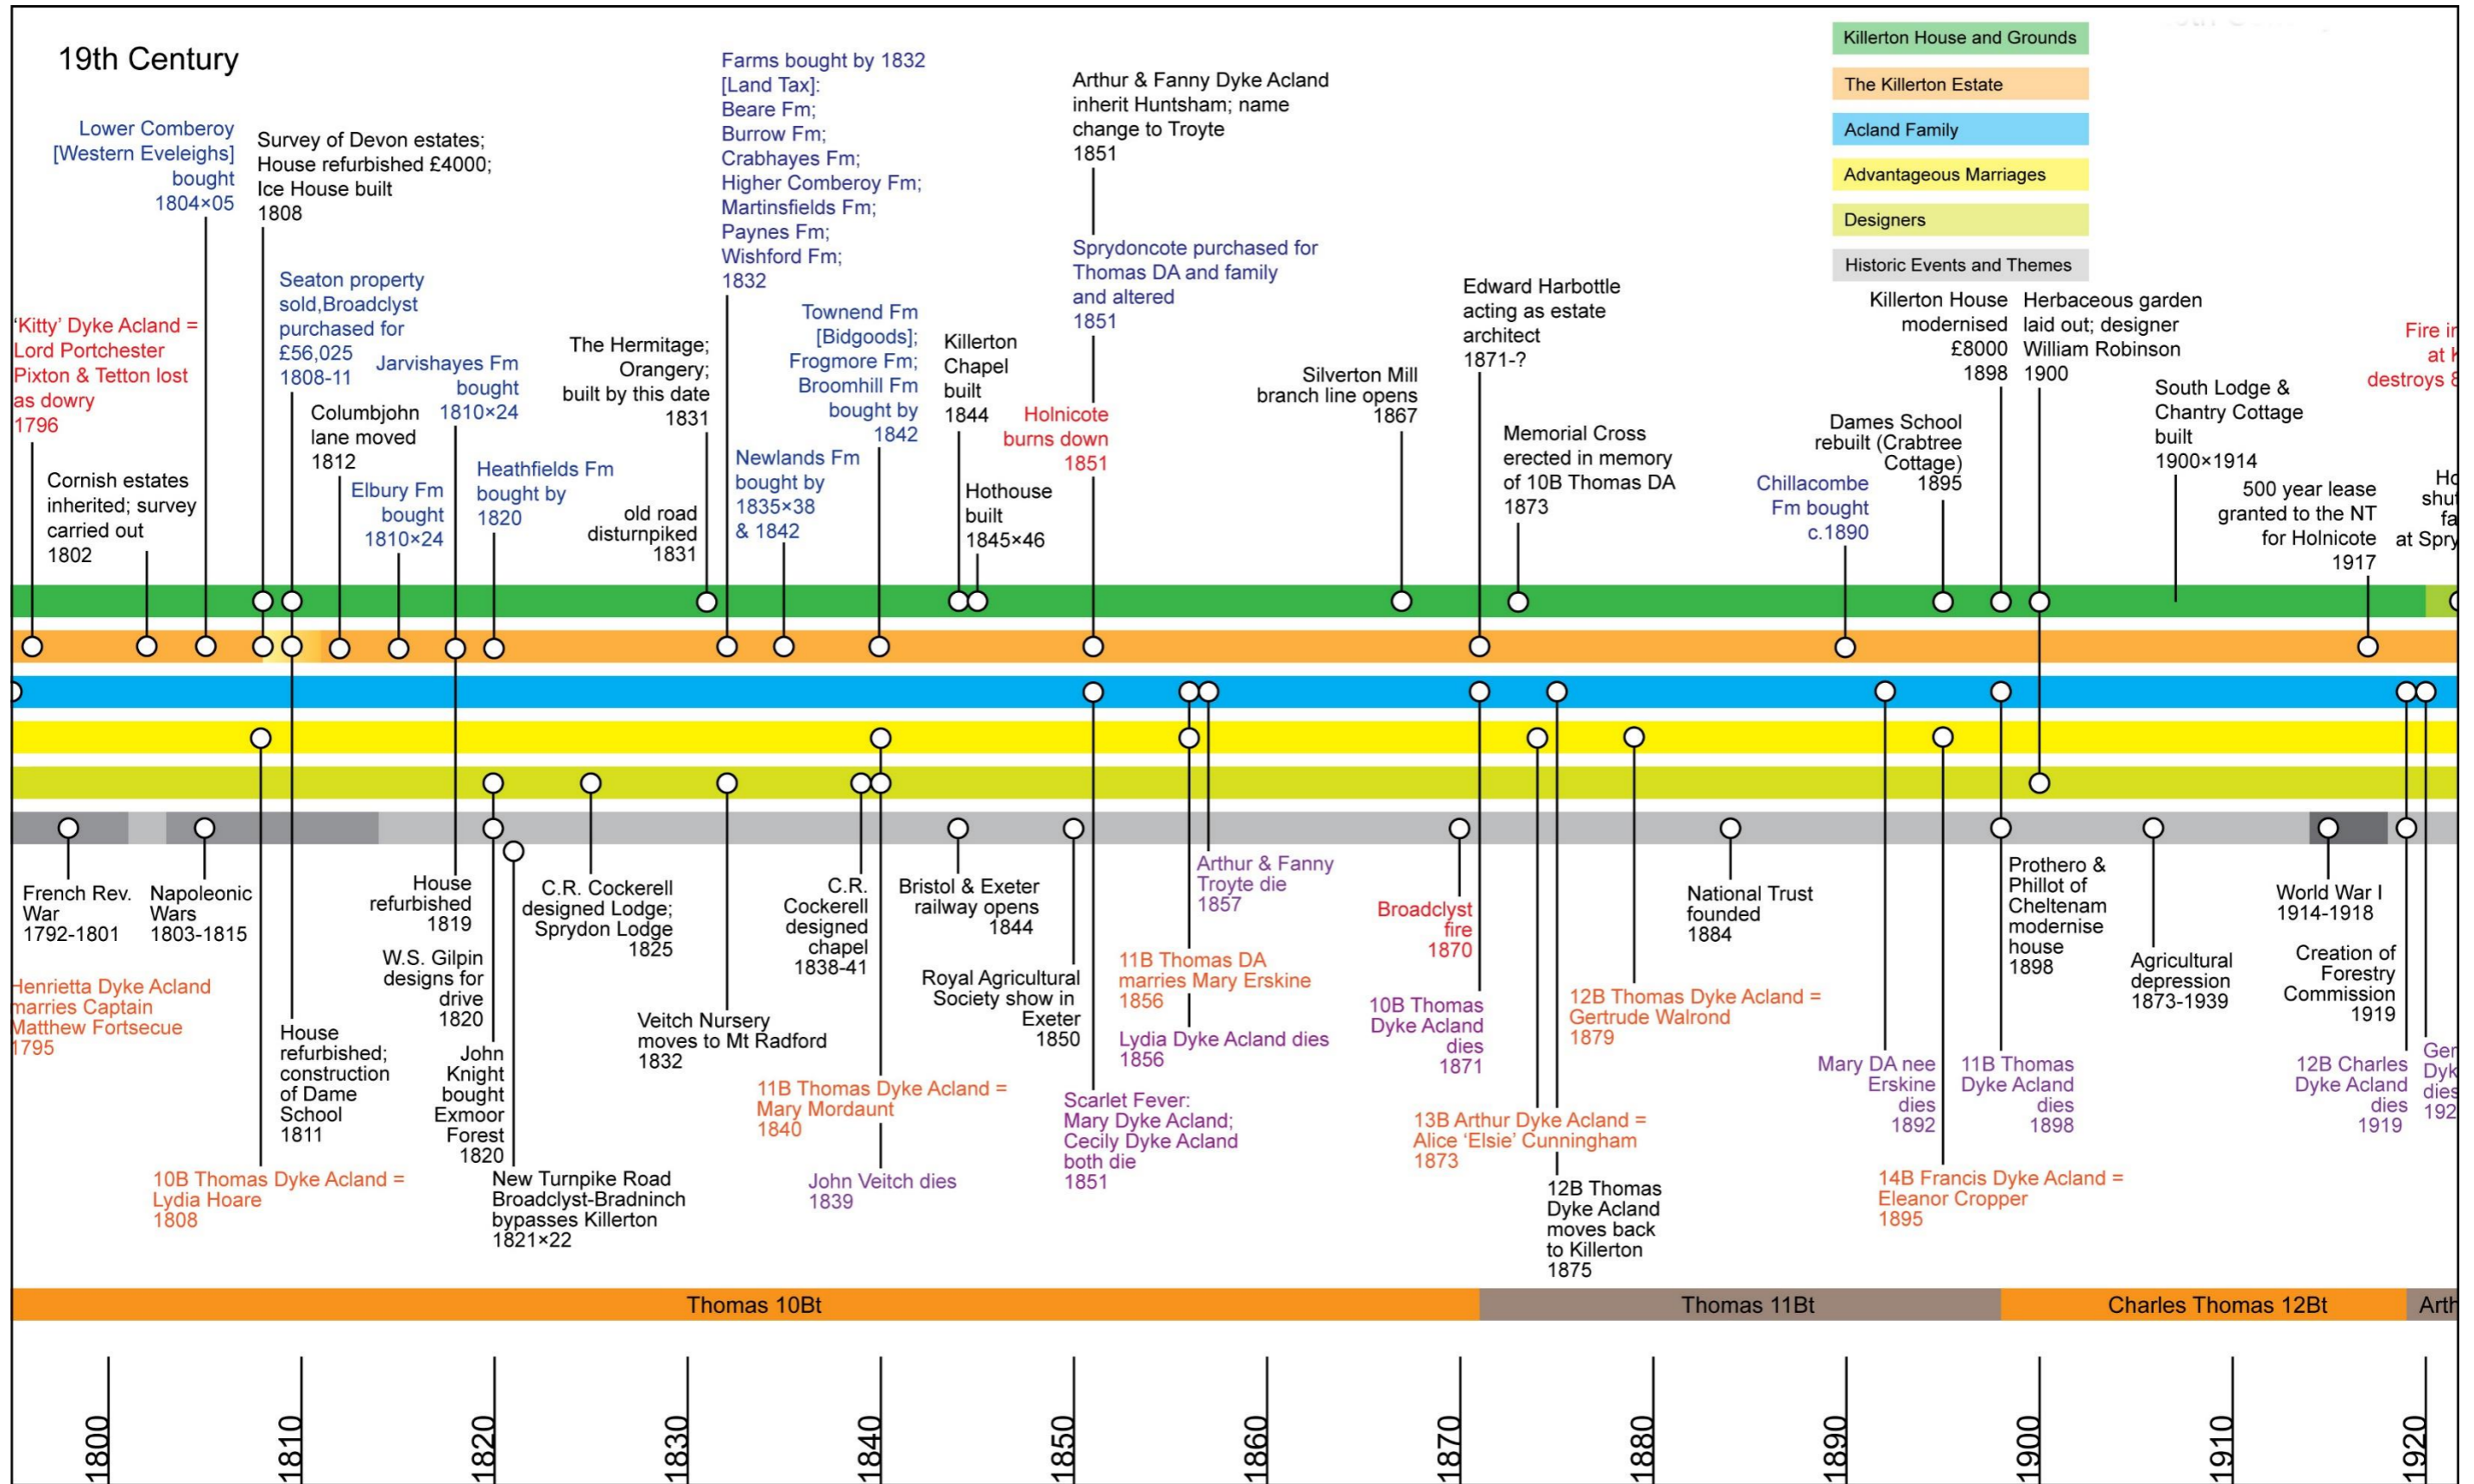 19th Century
Killerton House and Grounds
The Killerton Estate
Acland Family
Advantageous Marriages
Designers
Historic Events and Themes
'Kitty' Dyke Acland =
Lord Portchester
Pixton & Tetton lost
as dowry
1796
Cornish estates
inherited; survey
carried out
1802
Lower Comberoy
[Western Eveleighs]
bought
1804×05
Survey of Devon estates;
House refurbished £4000;
Ice House built
1808
Seaton property
sold,Broadclyst
purchased for
£56,025
1808-11
Columbjohn
lane moved
1812
Elbury Fm
bought
1810×24
Jarvishayes Fm
bought
1810×24
Heathfields Fm
bought by
1820
The Hermitage;
Orangery;
built by this date
1831
old road
disturnpiked
1831
Farms bought by 1832
[Land Tax]:
Beare Fm;
Burrow Fm;
Crabhayes Fm;
Higher Comberoy Fm;
Martinsfields Fm;
Paynes Fm;
Wishford Fm;
1832
Newlands Fm
bought by
1835×38
& 1842
Townend Fm
[Bidgoods];
Frogmore Fm;
Broomhill Fm
bought by
1842
Killerton
Chapel
built
1844
Hothouse
built
1845×46
Arthur & Fanny Dyke Acland
inherit Huntsham; name
change to Troyte
1851
Sprydoncote purchased for
Thomas DA and family
and altered
1851
Holnicote
burns down
1851
Silverton Mill
branch line opens
1867
Edward Harbottle
acting as estate
architect
1871-?
Memorial Cross
erected in memory
of 10B Thomas DA
1873
Chillacombe
Fm bought
c.1890
Dames School
rebuilt (Crabtree
Cottage)
1895
Killerton House
modernised
£8000
1898
Herbaceous garden
laid out; designer
William Robinson
1900
South Lodge &
Chantry Cottage
built
1900×1914
500 year lease
granted to the NT
for Holnicote
1917
Fire
at
destroys
at
French Rev.
War
1792-1801
Napoleonic
Wars
1803-1815
Henrietta Dyke Acland
marries Captain
Matthew Fortsecue
1795
10B Thomas Dyke Acland =
Lydia Hoare
1808
House
refurbished;
construction
of Dame
School
1811
House
refurbished
1819
W.S. Gilpin
designs for
drive
1820
John
Knight
bought
Exmoor
Forest
1820
New Turnpike Road
Broadclyst-Bradninch
bypasses Killerton
1821×22
C.R. Cockerell
designed Lodge;
Sprydon Lodge
1825
Veitch Nursery
moves to Mt Radford
1832
C.R.
Cockerell
designed
chapel
1838-41
11B Thomas Dyke Acland =
Mary Mordaunt
1840
John Veitch dies
1839
Bristol & Exeter
railway opens
1844
Royal Agricultural
Society show in
Exeter
1850
Scarlet Fever:
Mary Dyke Acland;
Cecily Dyke Acland
both die
1851
Arthur & Fanny
Troyte die
1857
11B Thomas DA
marries Mary Erskine
1856
Lydia Dyke Acland dies
1856
Broadclyst
fire
1870
10B Thomas
Dyke Acland
dies
1871
13B Arthur Dyke Acland =
Alice 'Elsie' Cunningham
1873
12B Thomas
Dyke Acland
moves back
to Killerton
1875
12B Thomas Dyke Acland =
Gertrude Walrond
1879
National Trust
founded
1884
Mary DA nee
Erskine
dies
1892
14B Francis Dyke Acland =
Eleanor Cropper
1895
Prothero &
Phillot of
Cheltenam
modernise
house
1898
11B Thomas
Dyke Acland
dies
1898
Agricultural
depression
1873-1939
World War I
1914-1918
Creation of
Forestry
Commission
1919
12B Charles
Dyke Acland
dies
1919
dies
Thomas 10Bt
Thomas 11Bt
Charles Thomas 12Bt
1800
1810
1820
1830
1840
1850
1860
1870
1880
1890
1900
1910
1920